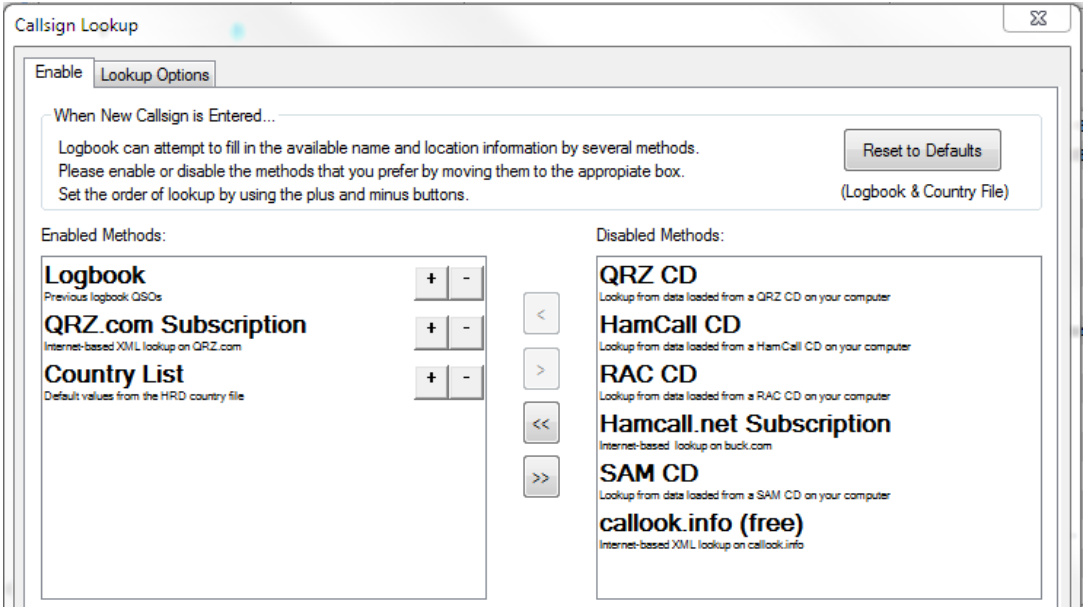 Callsign Lookup
Enable
Lookup Options
When New Callsign is Entered...
Logbook can attempt to fill in the available name and location information by several methods.
Please enable or disable the methods that you prefer by moving them to the appropiate box.
Set the order of lookup by using the plus and minus buttons.
Reset to Defaults
(Logbook & Country File)
Enabled Methods:
Logbook
Previous logbook QSOs
+ -
QRZ.com Subscription
Internet-based XML lookup on QRZ.com
+ -
Country List
Default values from the HRD country file
+ -
<
>
<<
>>
Disabled Methods:
QRZ CD
Lookup from data loaded from a QRZ CD on your computer
HamCall CD
Lookup from data loaded from a HamCall CD on your computer
RAC CD
Lookup from data loaded from a RAC CD on your computer
Hamcall.net Subscription
Internet-based lookup on buck.com
SAM CD
Lookup from data loaded from a SAM CD on your computer
callook.info (free)
Internet-based XML lookup on callook.info